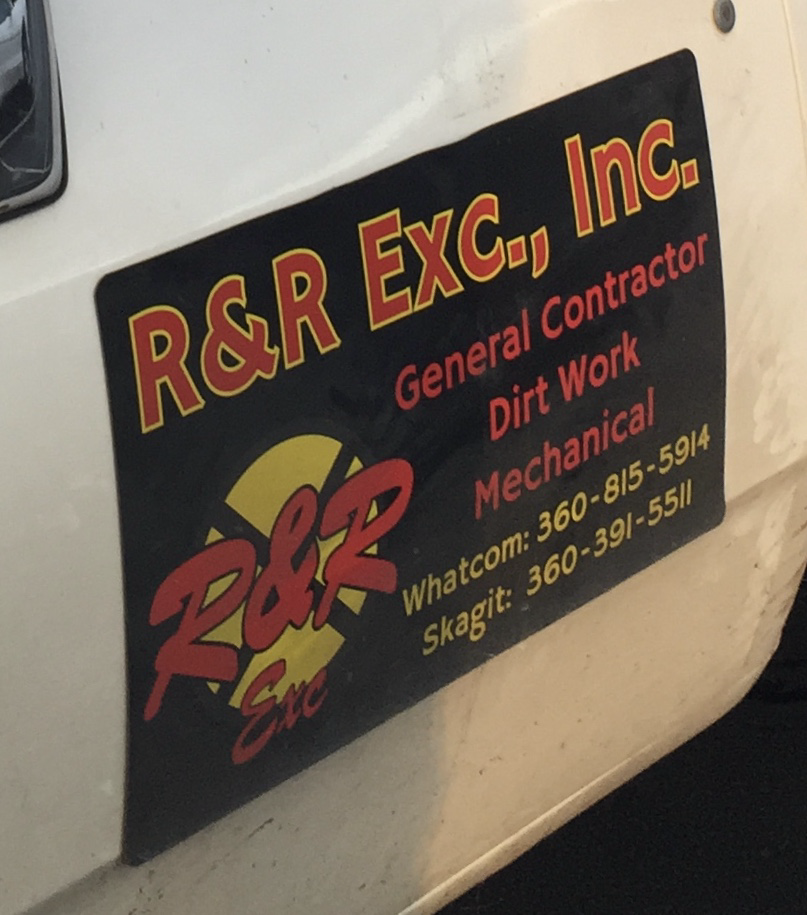 R&R Exc., Inc.
General Contractor
Dirt Work
Mechanical
Whatcom: 360-815-5914
Skagit: 360-391-5511
R&R
Exc